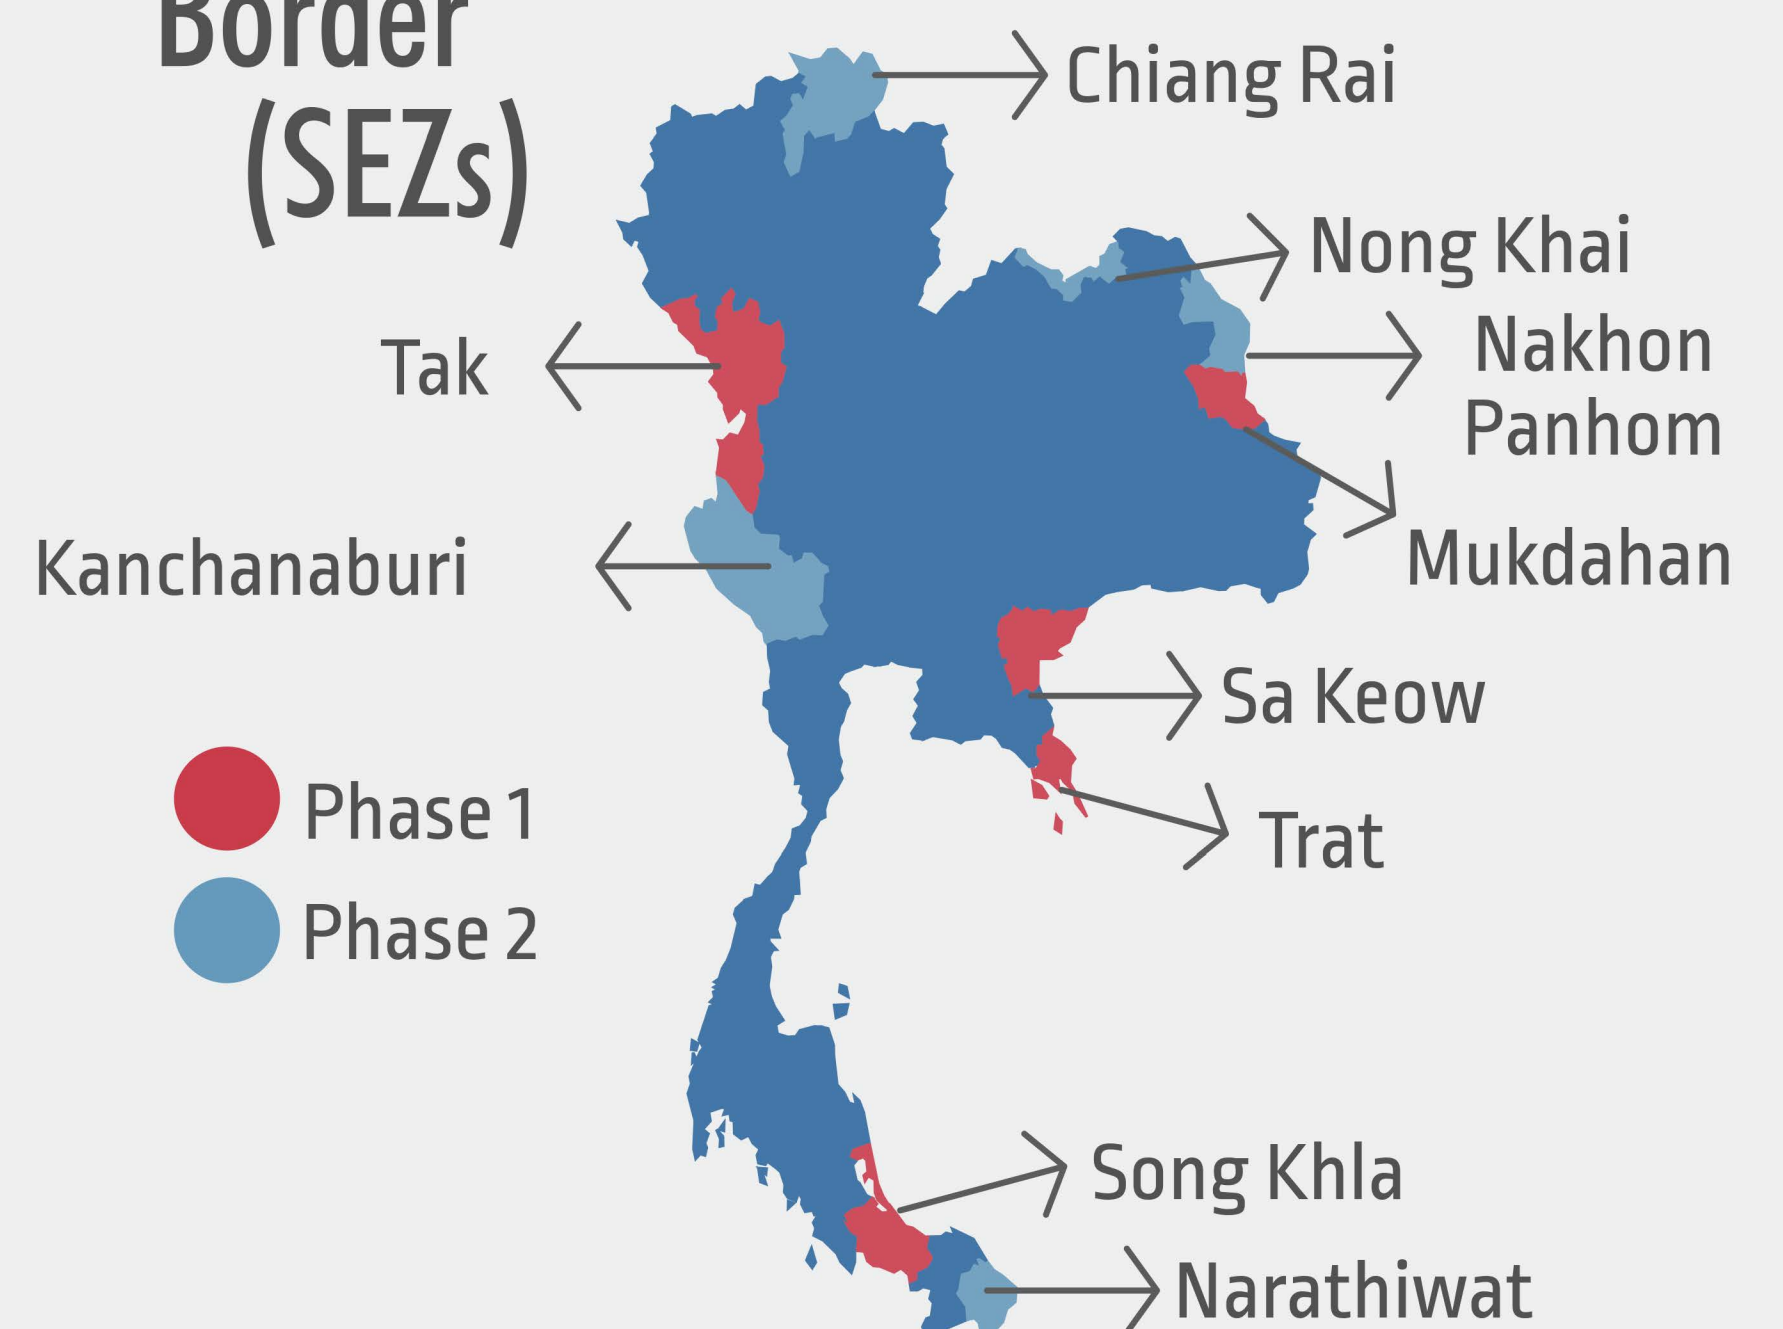 Border
(SEZs)
Chiang Rai
Nong Khai
Nakhon
Panhom
Tak
Mukdahan
Kanchanaburi
Sa Keow
Trat
Phase 1
Phase 2
Song Khla
Narathiwat